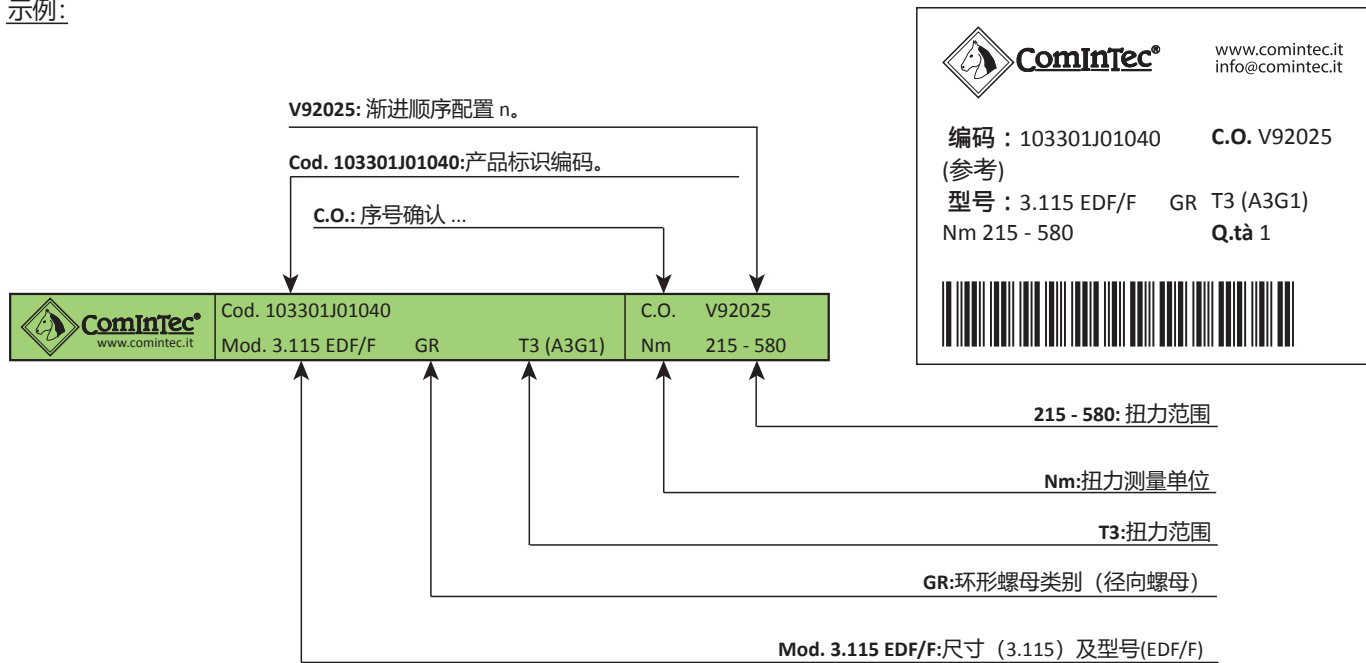 示例：
V92025: 渐进顺序配置 n。
Cod. 103301J01040:产品标识编码。
C.O.: 序号确认 ...
ComInTec®
www.comintec.it
Cod. 103301J01040
C.O. V92025
Mod. 3.115 EDF/F GR T3 (A3G1)
Nm 215 - 580
215 - 580: 扭力范围
Nm:扭力测量单位
T3:扭力范围
GR:环形螺母类别（径向螺母）
Mod. 3.115 EDF/F:尺寸（3.115）及型号(EDF/F)
ComInTec®
www.comintec.it
info@comintec.it
编码：103301J01040 C.O. V92025
(参考)
型号：3.115 EDF/F GR T3 (A3G1)
Nm 215 - 580 Q.tà 1